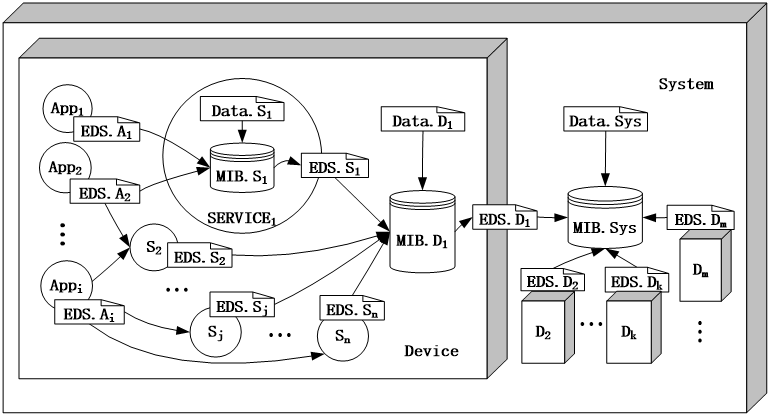 System
App1
EDS.A1
Data.S1
MIB.S1
EDS.S1
SERVICE1
Data.D1
Data.Sys
App2
EDS.A2
⋮
S2
EDS.S2
...
MIB.D1
EDS.D1
MIB.Sys
EDS.Dm
Dm
⋮
Appi
EDS.Ai
EDS.Sj
Sj
...
EDS.Sn
Sn
Device
EDS.D2
D2
...
EDS.Dk
Dk